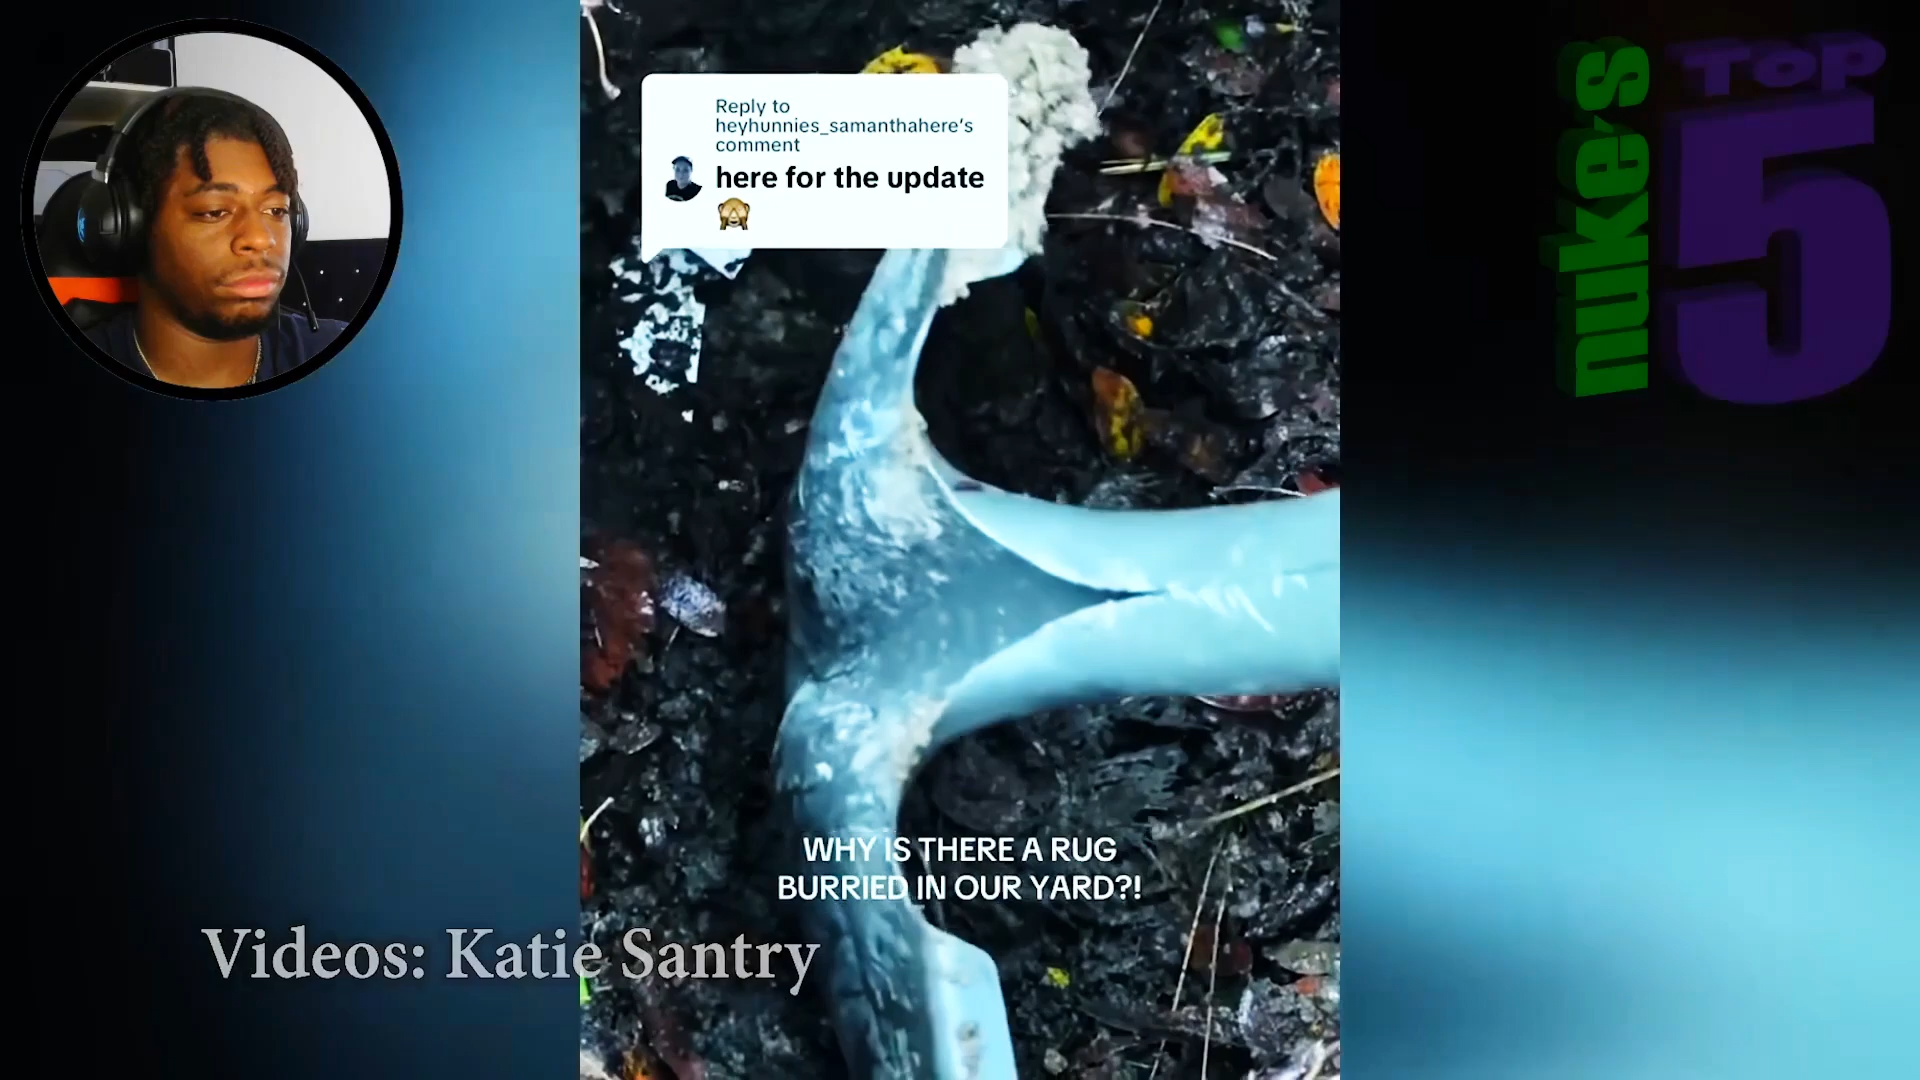 Reply to
heyhunnies_samanthahere's
comment
here for the update
🙈
nuke's
Top
5
WHY IS THERE A RUG
BURRIED IN OUR YARD?!
Videos: Katie Santry